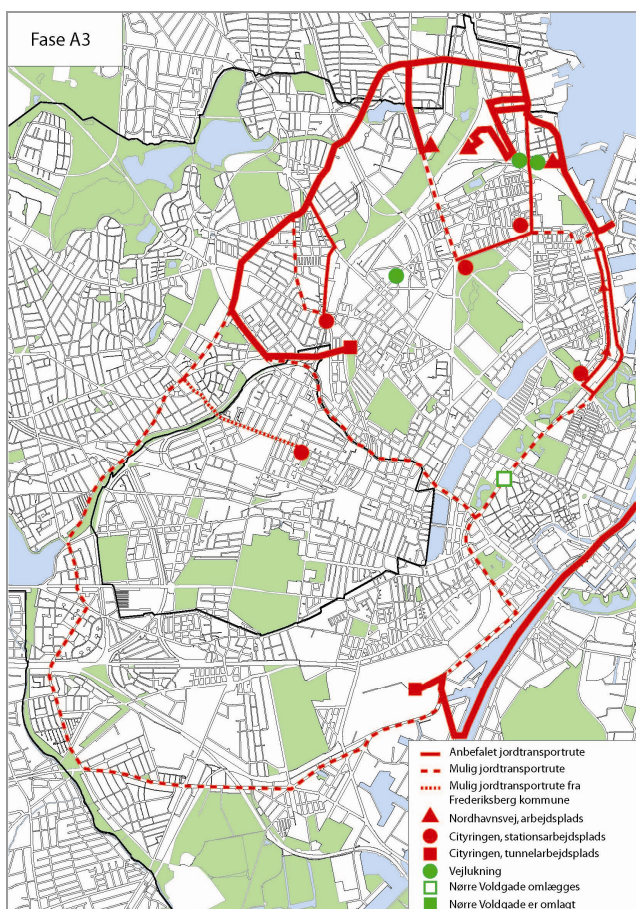 Fase A3
Anbefalet jordtransportrute
Mulig jordtransportrute
Mulig jordtransportrute fra
Frederiksberg kommune
Nordhavnsvej, arbejdsplads
Cityringen, stationsarbejdsplads
Cityringen, tunnelarbejdsplads
Vejlukning
Nørre Voldgade omlægges
Nørre Voldgade er omlagt